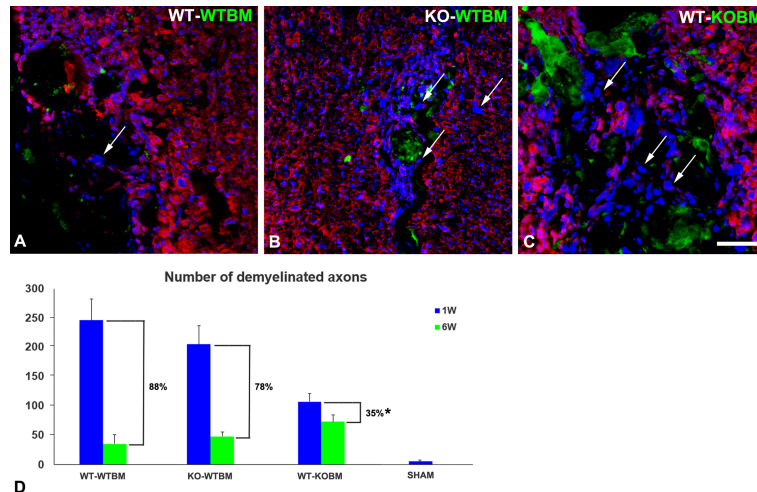 WT-WTBM
KO-WTBM
WT-KOBM
A
B
C
Number of demyelinated axons
300
250
200
150
100
50
0
1W
6W
88%
78%
35%*
WT-WTBM
KO-WTBM
WT-KOBM
SHAM
D